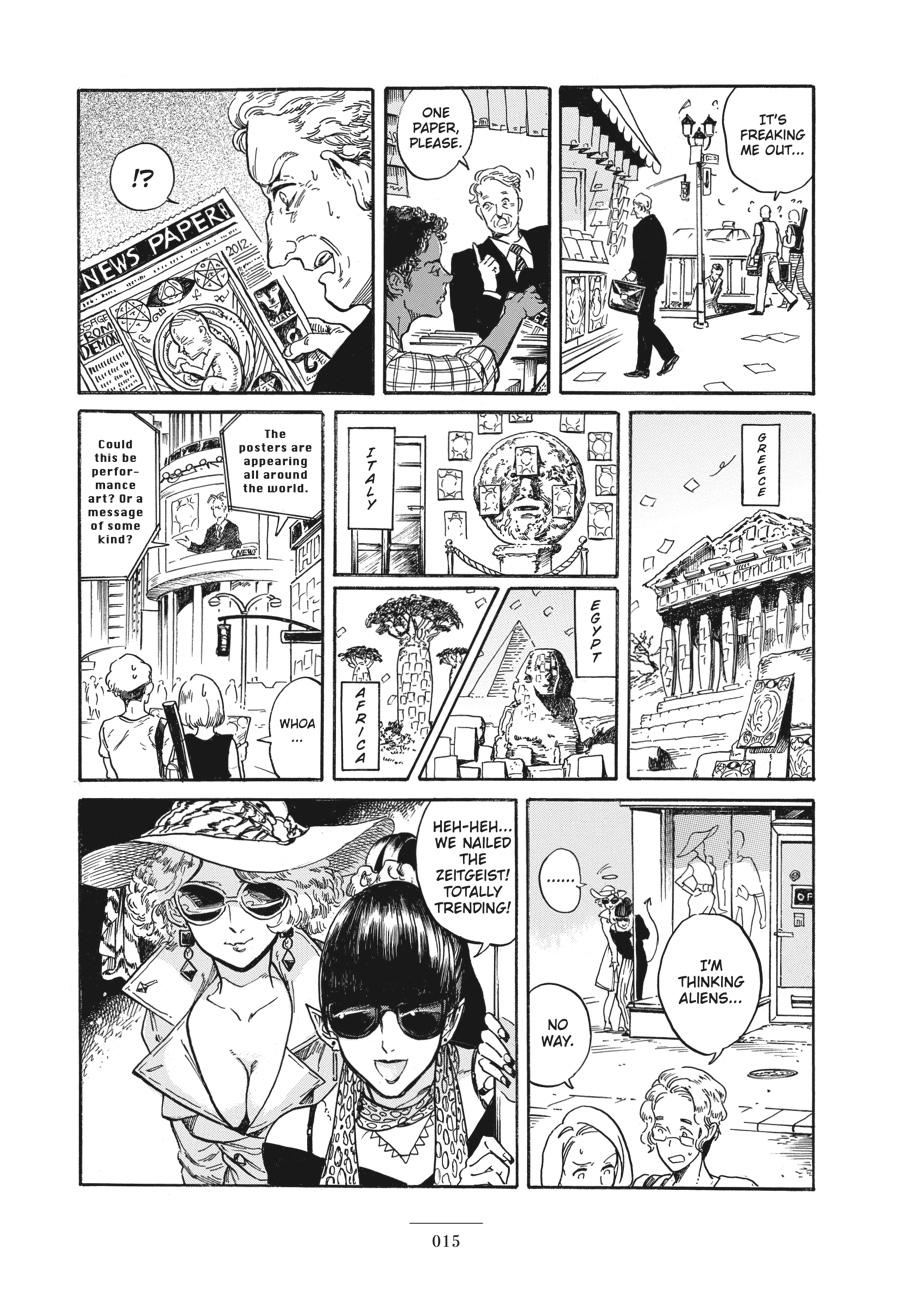 IT'S
FREAKING
ME OUT...
ONE
PAPER,
PLEASE.
!?
NEWS PAPER
2012
DEMON
GREECE
ITALY
EGYPT
AFRICA
The
posters are
appearing
all around
the world.
Could
this be
perfor-
mance
art? Or a
message
of some
kind?
NEWS
WHOA
...
......
I'M
THINKING
ALIENS...
NO
WAY.
HEH-HEH...
WE NAILED
THE
ZEITGEIST!
TOTALLY
TRENDING!
015